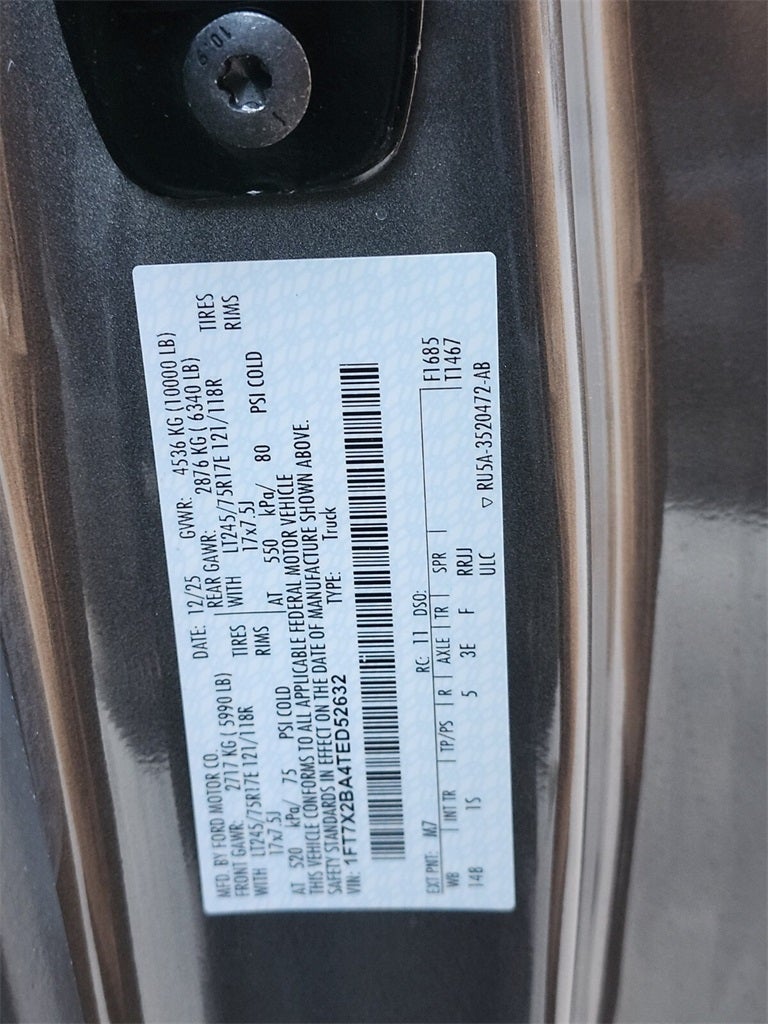 10.9
MFD. BY FORD MOTOR CO. DATE: 12/25 GVWR: 4536 KG (10000 LB)
FRONT GAWR: 2717 KG ( 5990 LB) REAR GAWR: 2876 KG ( 6340 LB)
WITH LT245/75R17E 121/118R TIRES WITH LT245/75R17E 121/118R TIRES
17x7.5J RIMS 17x7.5J RIMS
AT 520 kPa/ 75 PSI COLD AT 550 kPa/ 80 PSI COLD
THIS VEHICLE CONFORMS TO ALL APPLICABLE FEDERAL MOTOR VEHICLE
SAFETY STANDARDS IN EFFECT ON THE DATE OF MANUFACTURE SHOWN ABOVE.
VIN: 1FT7X2BA4TED52632 TYPE: Truck
EXT PNT: M7 RC: 11 DSO: F1685
WB INT TR TP/PS R AXLE TR SPR T1467
148 1S 5 3E F RRJJ
ULC
▽ RU5A-3520472-AB